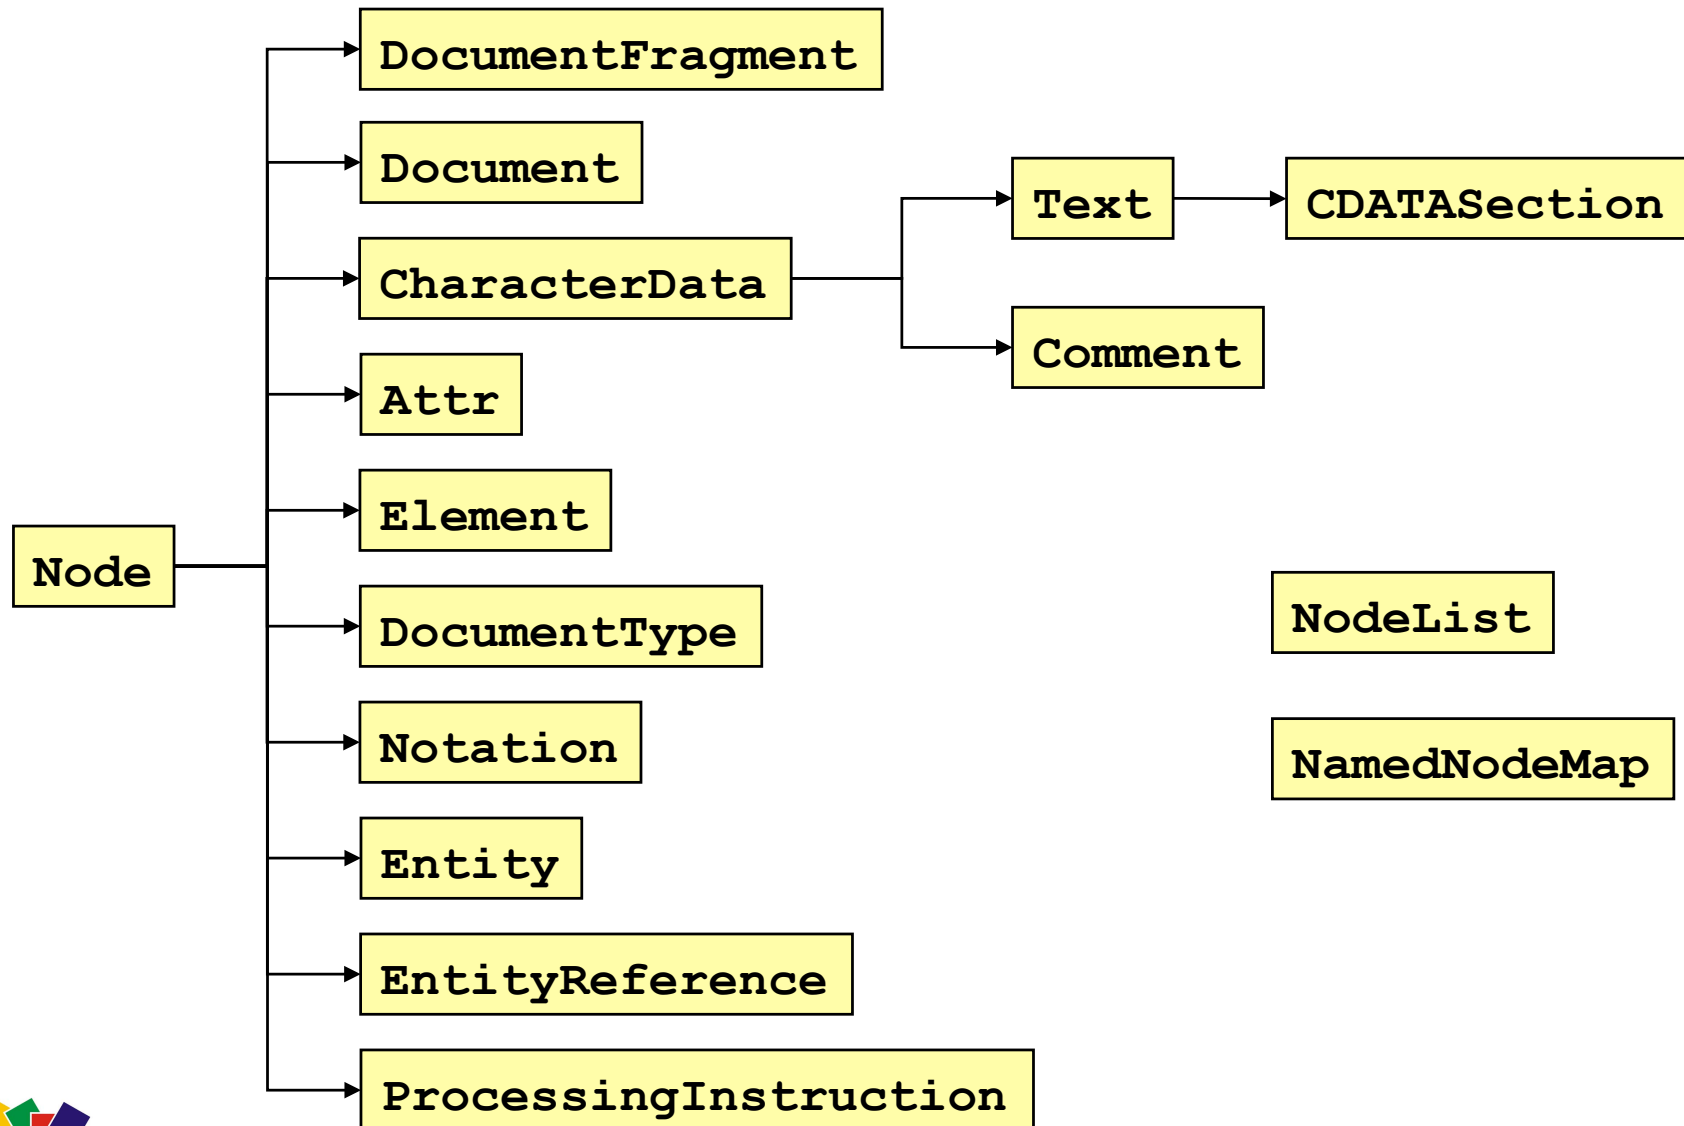 DocumentFragment
Document
Text
CDATASection
CharacterData
Comment
Attr
Element
Node
NodeList
DocumentType
Notation
NamedNodeMap
Entity
EntityReference
ProcessingInstruction